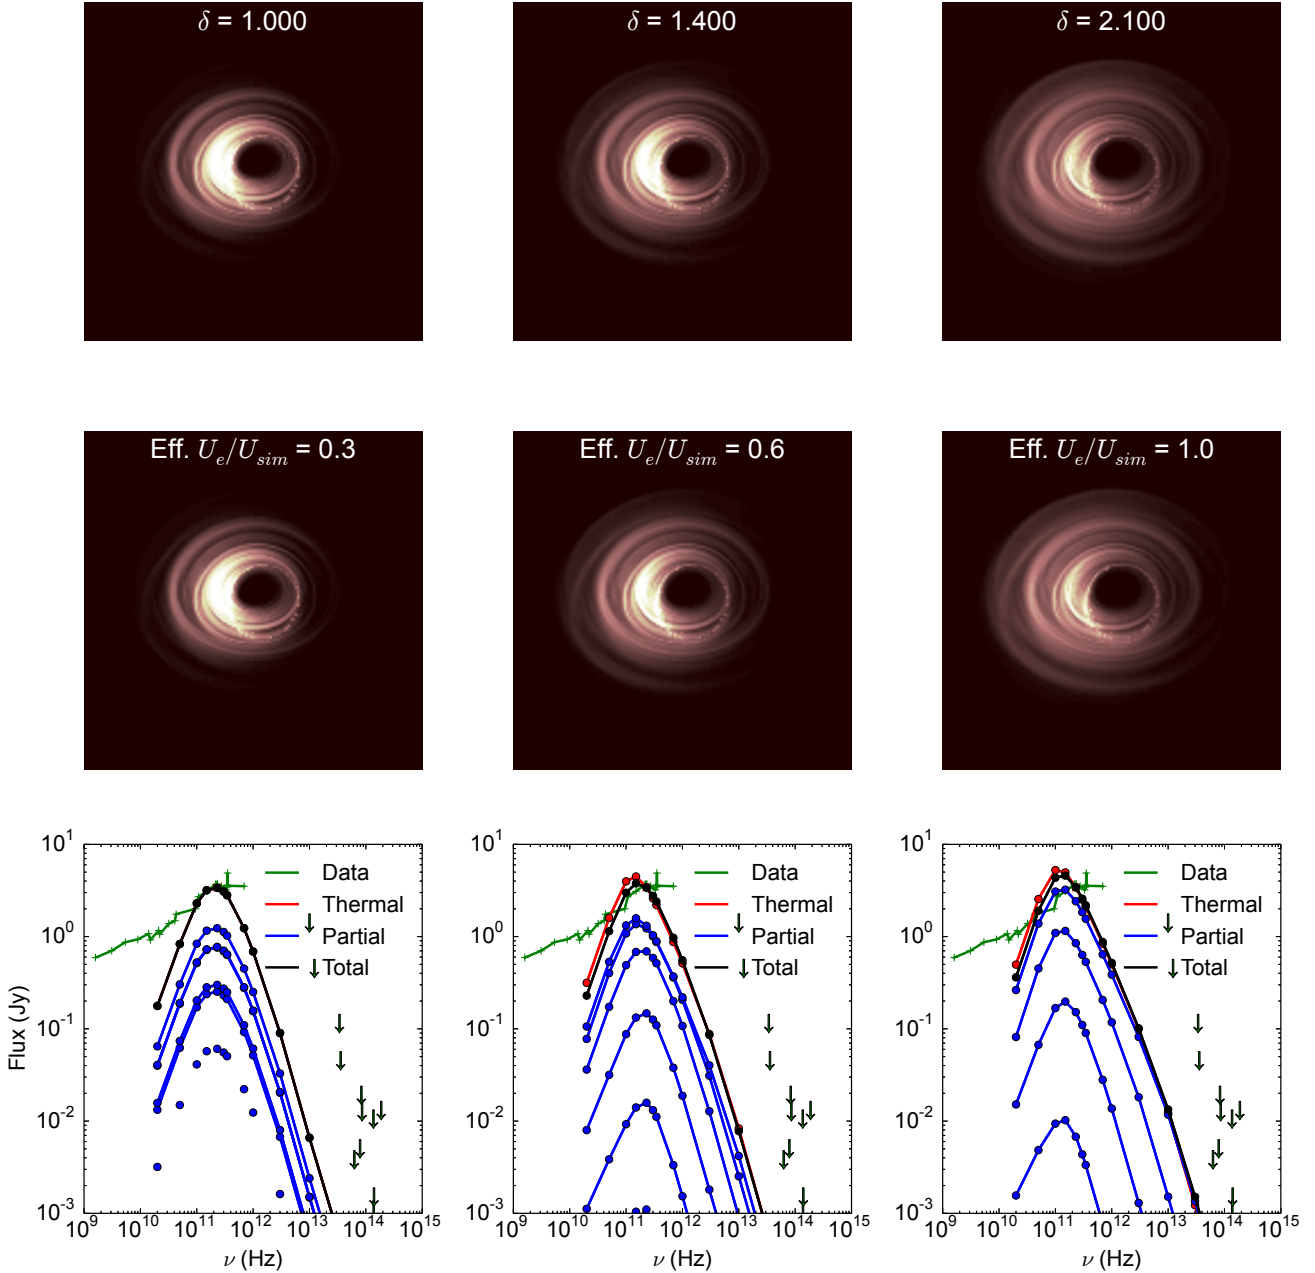 δ = 1.000
δ = 1.400
δ = 2.100
Eff. U_e/U_sim = 0.3
Eff. U_e/U_sim = 0.6
Eff. U_e/U_sim = 1.0
Flux (Jy)
10^1
10^0
10^-1
10^-2
10^-3
Data
Thermal
Partial
Total
10^9 10^10 10^11 10^12 10^13 10^14 10^15
ν (Hz)
10^1
10^0
10^-1
10^-2
10^-3
Data
Thermal
Partial
Total
10^9 10^10 10^11 10^12 10^13 10^14 10^15
ν (Hz)
10^1
10^0
10^-1
10^-2
10^-3
Data
Thermal
Partial
Total
10^9 10^10 10^11 10^12 10^13 10^14 10^15
ν (Hz)